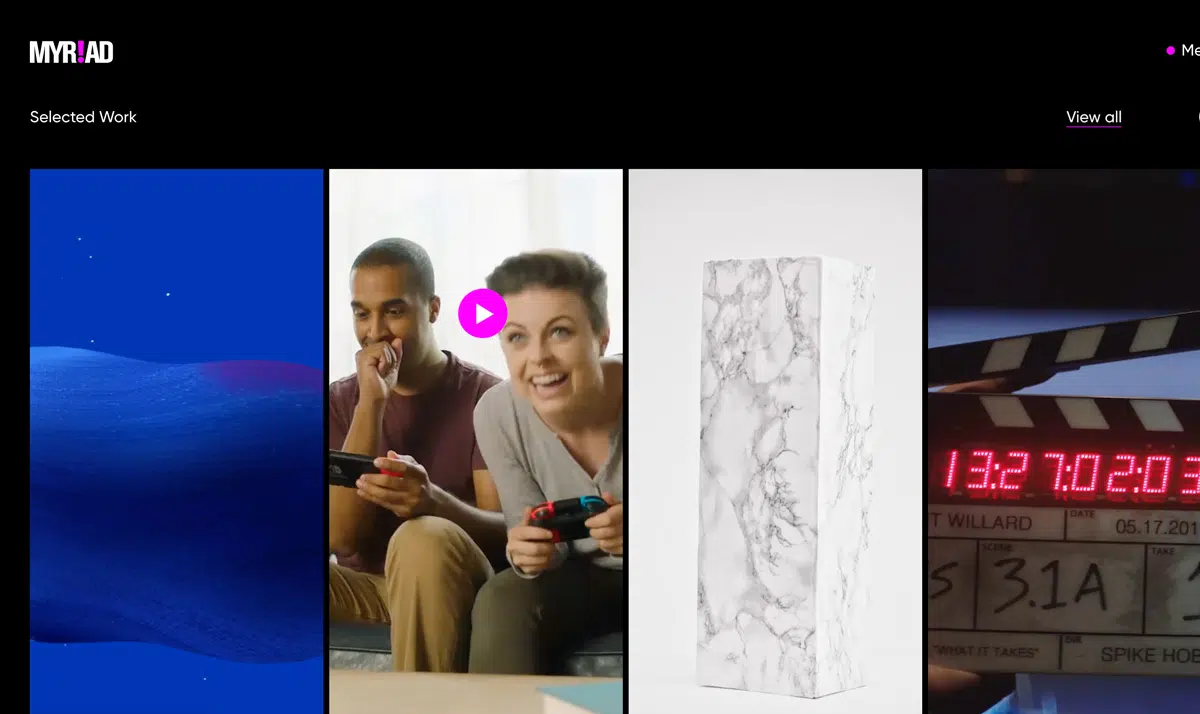 MYR!AD
Me
Selected Work
View all
13:27:02:03
T WILLARD
DATE
05.17.201
SCENE
TAKE
S
3.1A
"WHAT IT TAKES"
DIR
SPIKE HOB